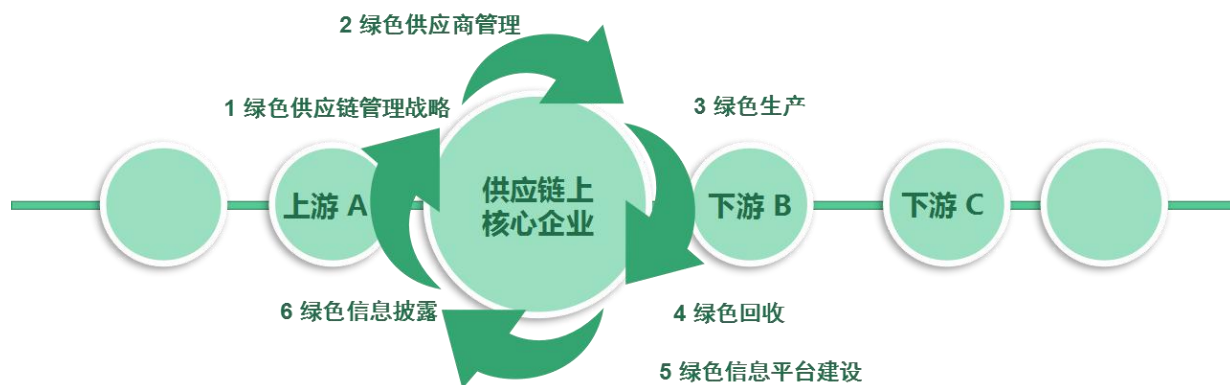 2 绿色供应商管理
1 绿色供应链管理战略
3 绿色生产
上游 A
供应链上
核心企业
下游 B
下游 C
6 绿色信息披露
4 绿色回收
5 绿色信息平台建设